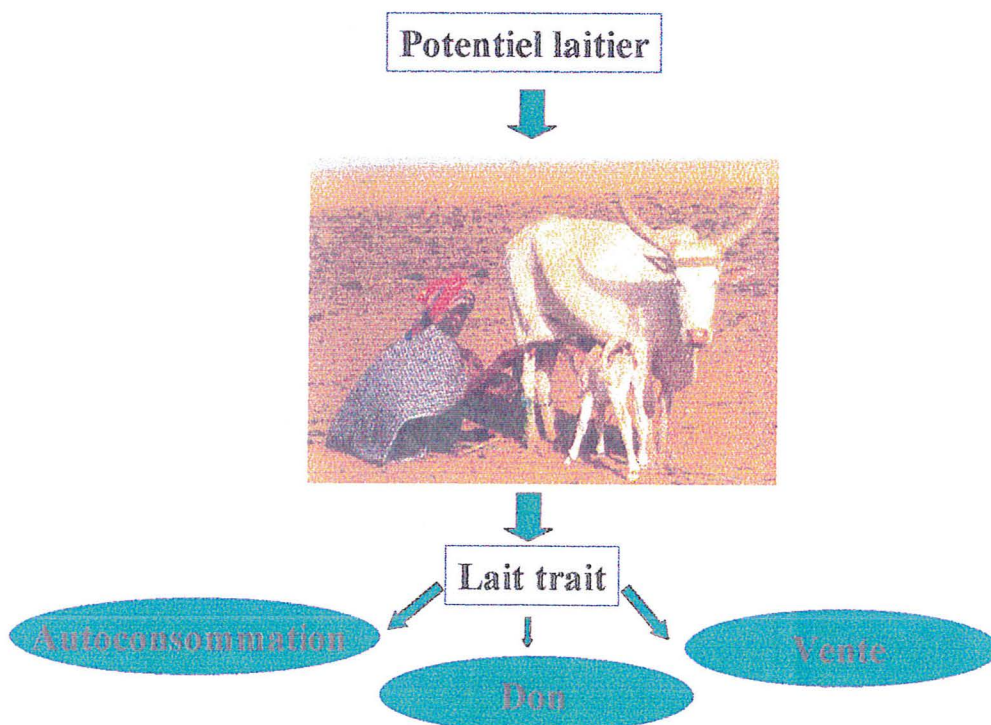 Potentiel laitier
Lait trait
Autoconsommation
Don
Vente